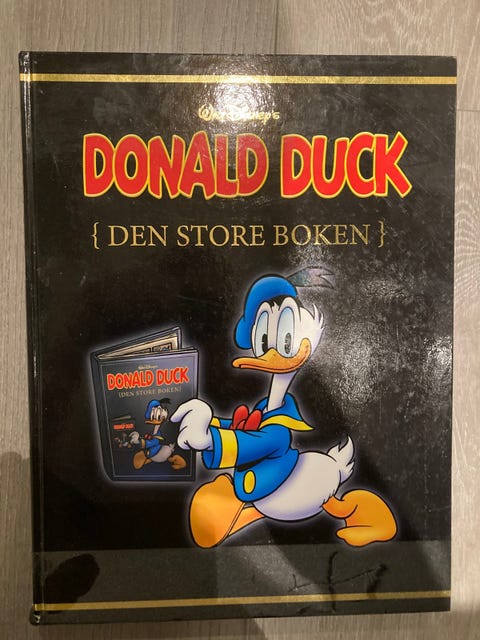 WALT DISNEY'S
DONALD DUCK
{ DEN STORE BOKEN }
DONALD DUCK
{DEN STORE BOKEN}